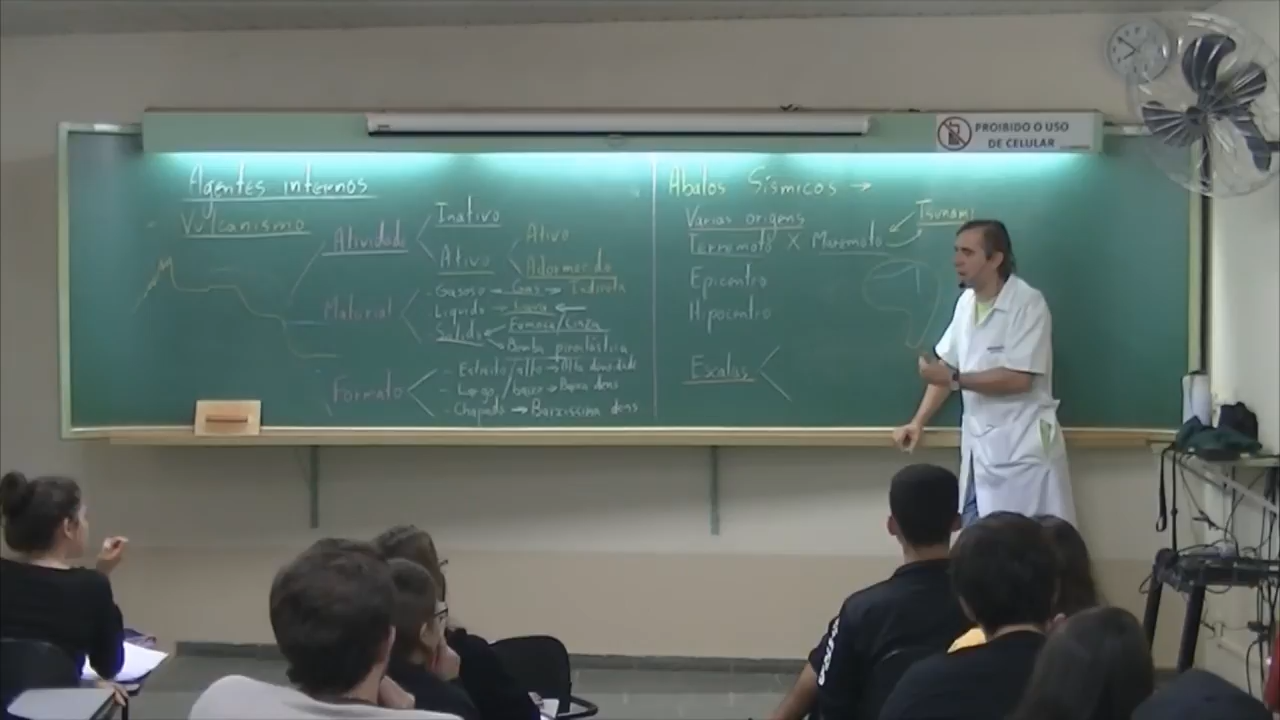 PROIBIDO O USO
DE CELULAR
Agentes internos
Vulcanismo
Atividade
Inativo
Ativo
Ativo
Adormecido
Material
- Gasoso → Gás →
- Líquido → Lava ←
- Sólido
Fumaça/Cinza
Bomba piroclástica
Formato
- Estreito/alto → Alta densidade
- Largo/baixo → Baixa dens
- Chapado → Baixíssima dens
Abalos Sísmicos →
Varias origens
Terremoto X Maremoto
Tsunami
Epicentro
Hipocentro
Escalas